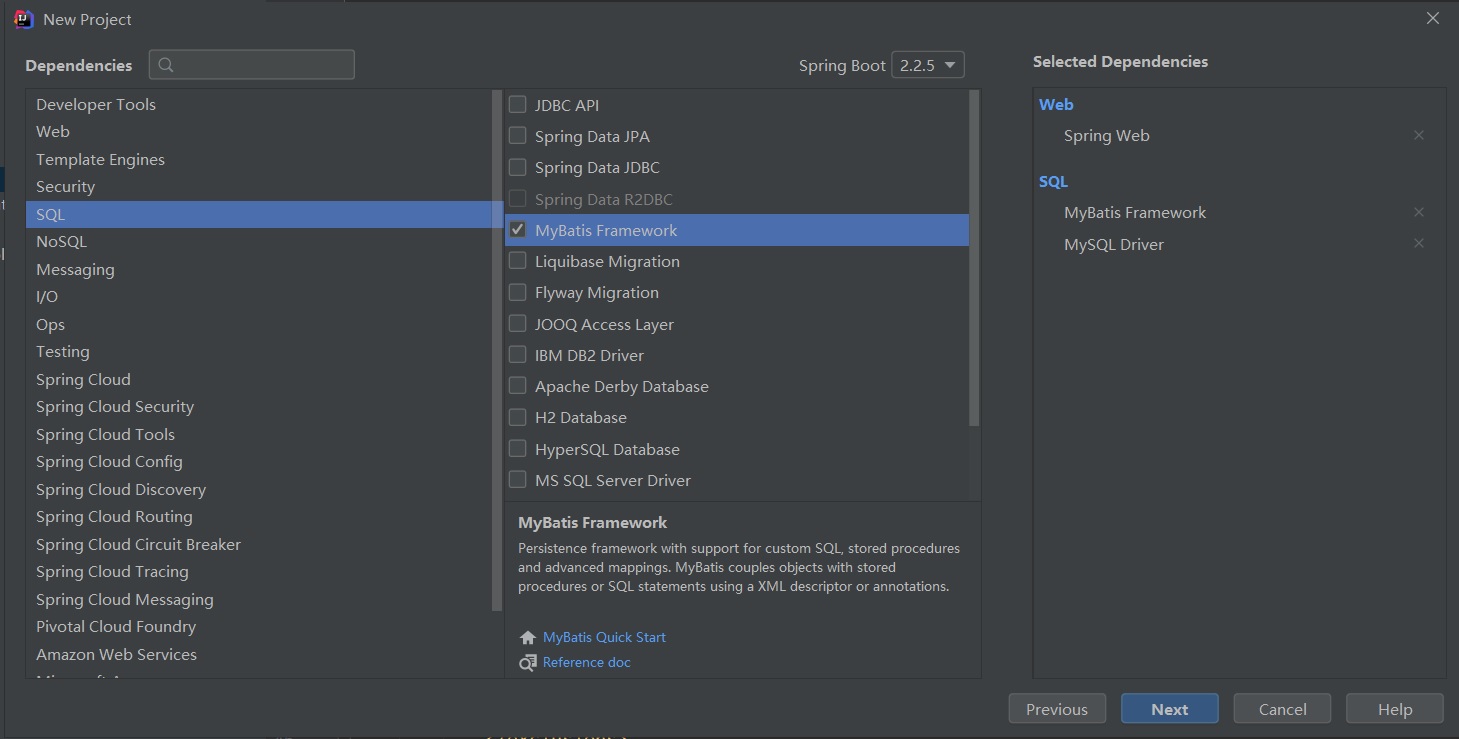 New Project
Dependencies
Spring Boot 2.2.5
Selected Dependencies
Developer Tools
Web
Template Engines
Security
SQL
NoSQL
Messaging
I/O
Ops
Testing
Spring Cloud
Spring Cloud Security
Spring Cloud Tools
Spring Cloud Config
Spring Cloud Discovery
Spring Cloud Routing
Spring Cloud Circuit Breaker
Spring Cloud Tracing
Spring Cloud Messaging
Pivotal Cloud Foundry
Amazon Web Services
JDBC API
Spring Data JPA
Spring Data JDBC
Spring Data R2DBC
MyBatis Framework
Liquibase Migration
Flyway Migration
JOOQ Access Layer
IBM DB2 Driver
Apache Derby Database
H2 Database
HyperSQL Database
MS SQL Server Driver
MyBatis Framework
Persistence framework with support for custom SQL, stored procedures
and advanced mappings. MyBatis couples objects with stored
procedures or SQL statements using a XML descriptor or annotations.
MyBatis Quick Start
Reference doc
Web
Spring Web
SQL
MyBatis Framework
MySQL Driver
Previous
Next
Cancel
Help